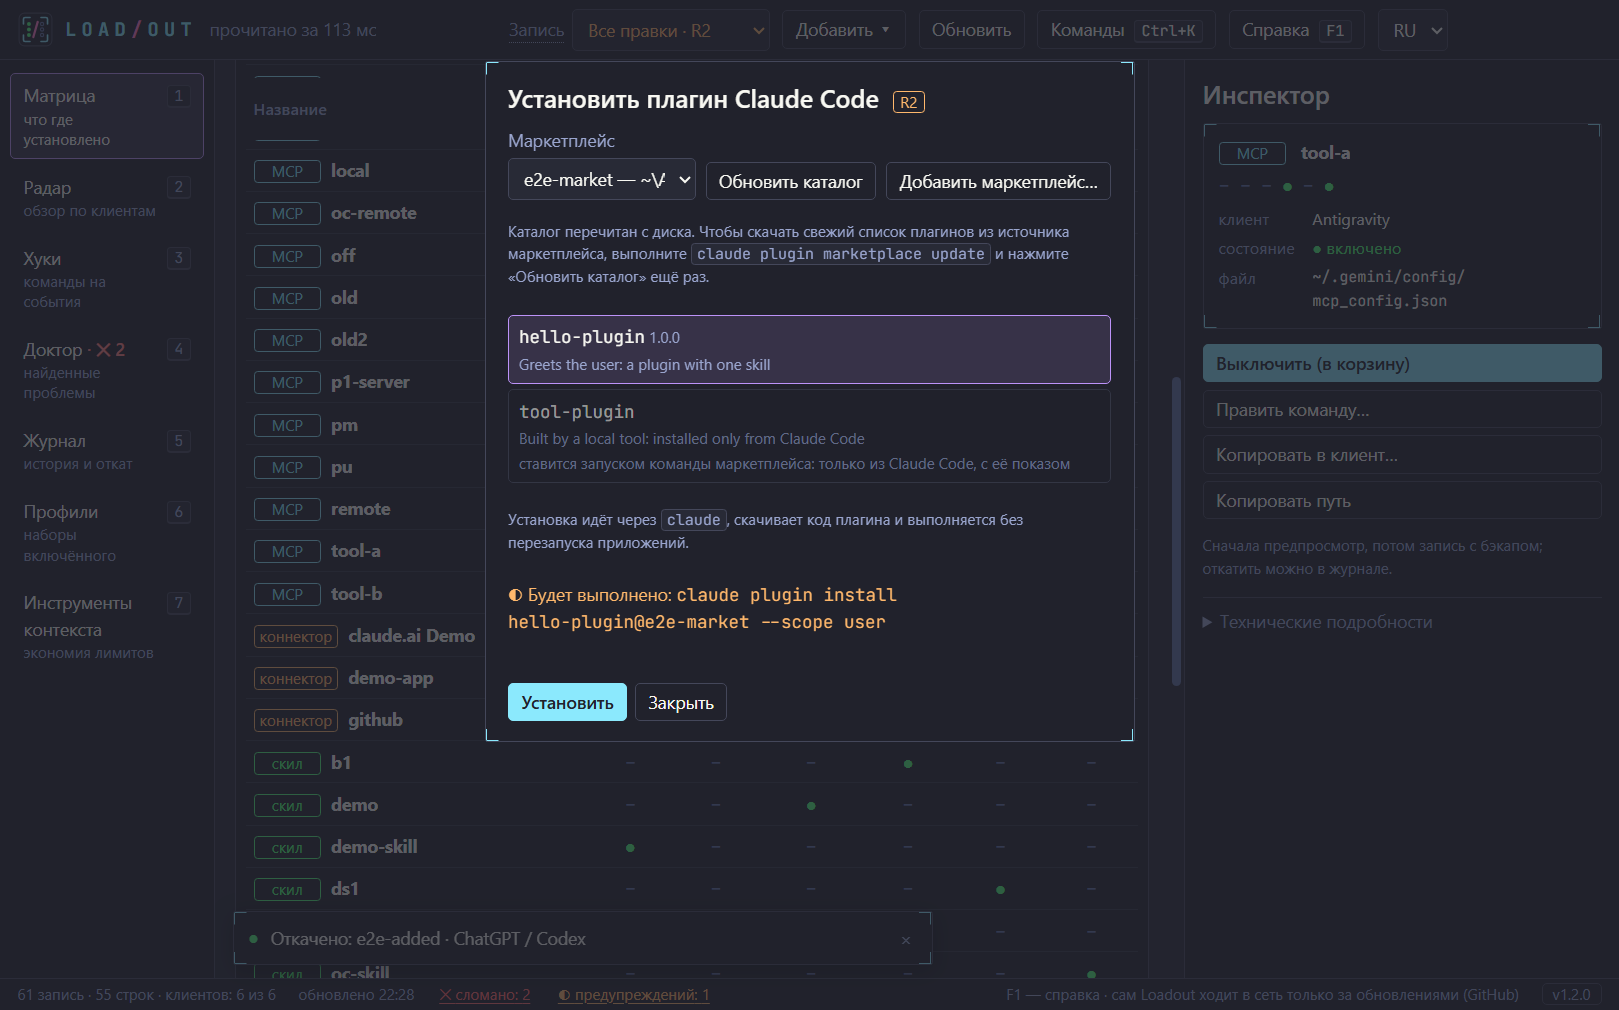 LOAD/OUT прочитано за 113 мс Запись Все правки · R2 Добавить ▾ Обновить Команды Ctrl+K Справка F1 RU
Матрица 1
что где
установлено
Радар 2
обзор по клиентам
Хуки 3
команды на
события
Доктор · ✕ 2 4
найденные
проблемы
Журнал 5
история и откат
Профили 6
наборы
включённого
Инструменты 7
контекста
экономия лимитов
Название
MCP local
MCP oc-remote
MCP off
MCP old
MCP old2
MCP p1-server
MCP pm
MCP pu
MCP remote
MCP tool-a
MCP tool-b
коннектор claude.ai Demo
коннектор demo-app
коннектор github
скил b1
скил demo
скил demo-skill
скил ds1
скил oc-skill
Установить плагин Claude Code R2
Маркетплейс
e2e-market — ~\/ Обновить каталог Добавить маркетплейс...
Каталог перечитан с диска. Чтобы скачать свежий список плагинов из источника
маркетплейса, выполните claude plugin marketplace update и нажмите
«Обновить каталог» ещё раз.
hello-plugin 1.0.0
Greets the user: a plugin with one skill
tool-plugin
Built by a local tool: installed only from Claude Code
ставится запуском команды маркетплейса: только из Claude Code, с её показом
Установка идёт через claude, скачивает код плагина и выполняется без
перезапуска приложений.
Будет выполнено: claude plugin install
hello-plugin@e2e-market --scope user
Установить Закрыть
Откачено: e2e-added · ChatGPT / Codex ×
Инспектор
MCP tool-a
клиент Antigravity
состояние включено
файл ~/.gemini/config/
mcp_config.json
Выключить (в корзину)
Править команду...
Копировать в клиент...
Копировать путь
Сначала предпросмотр, потом запись с бэкапом;
откатить можно в журнале.
▶ Технические подробности
61 запись · 55 строк · клиентов: 6 из 6 обновлено 22:28 ✕ сломано: 2 предупреждений: 1 F1 — справка · сам Loadout ходит в сеть только за обновлениями (GitHub) v1.2.0